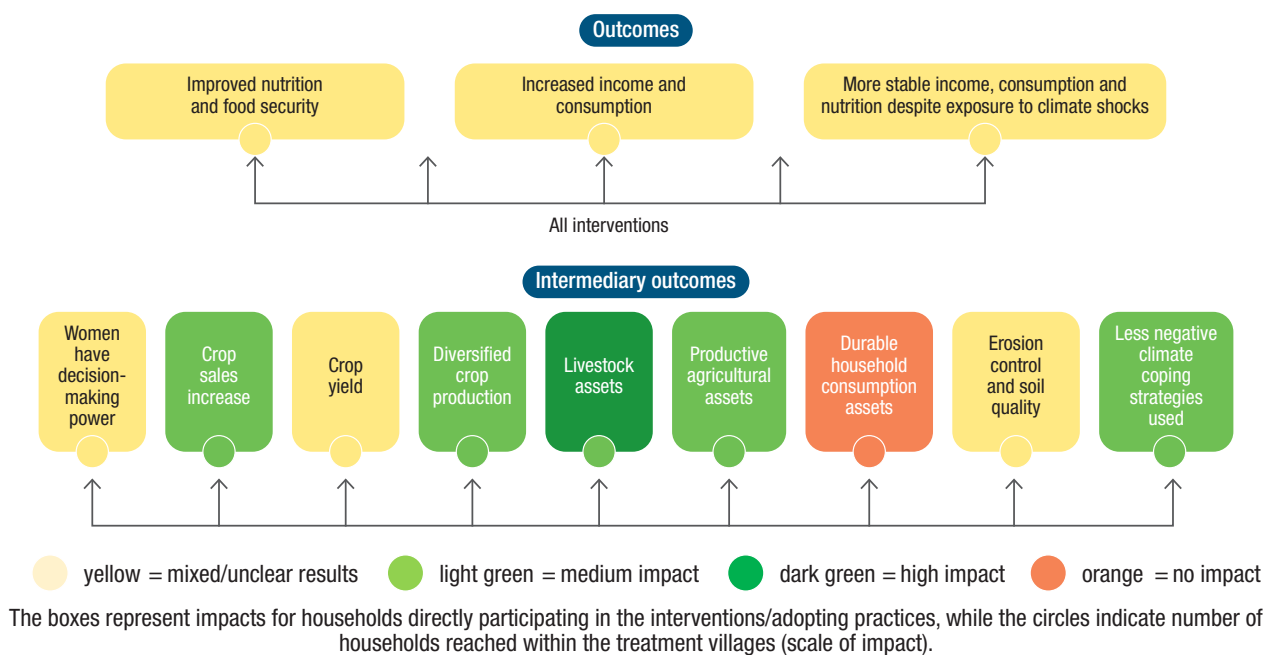 Outcomes
Improved nutrition
and food security
Increased income and
consumption
More stable income, consumption and
nutrition despite exposure to climate shocks
All interventions
Intermediary outcomes
Women
have
decision-
making
power
Crop
sales
increase
Crop
yield
Diversified
crop
production
Livestock
assets
Productive
agricultural
assets
Durable
household
consumption
assets
Erosion
control
and soil
quality
Less negative
climate
coping
strategies
used
yellow = mixed/unclear results
light green = medium impact
dark green = high impact
orange = no impact
The boxes represent impacts for households directly participating in the interventions/adopting practices, while the circles indicate number of
households reached within the treatment villages (scale of impact).